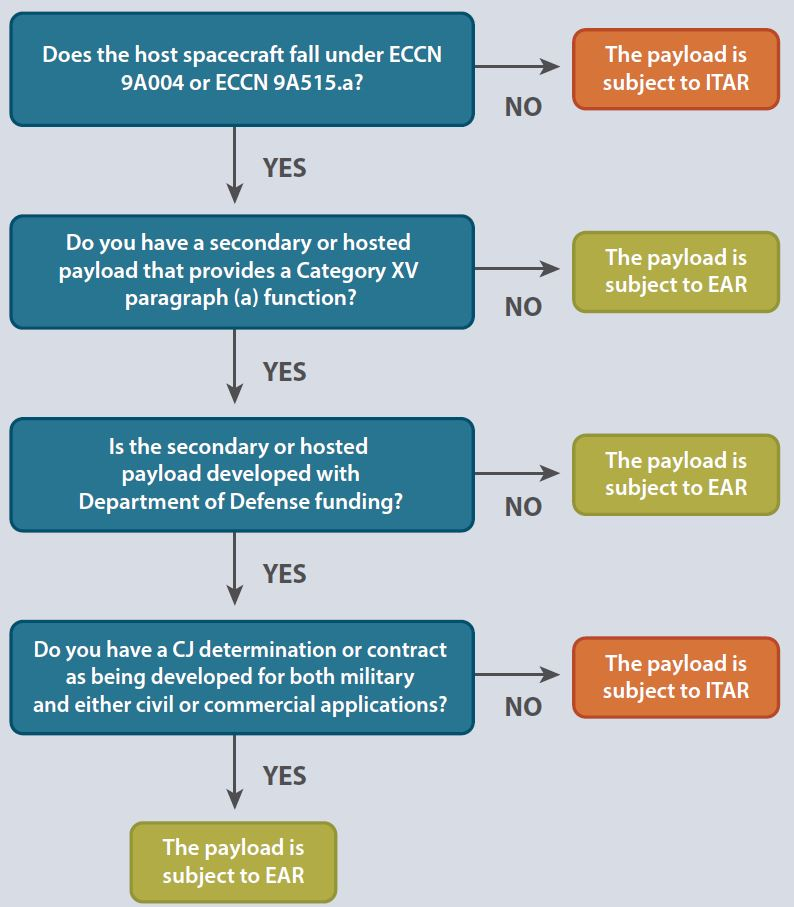 Does the host spacecraft fall under ECCN
9A004 or ECCN 9A515.a?
NO
The payload is
subject to ITAR
YES
Do you have a secondary or hosted
payload that provides a Category XV
paragraph (a) function?
NO
The payload is
subject to EAR
YES
Is the secondary or hosted
payload developed with
Department of Defense funding?
NO
The payload is
subject to EAR
YES
Do you have a CJ determination or contract
as being developed for both military
and either civil or commercial applications?
NO
The payload is
subject to ITAR
YES
The payload is
subject to EAR